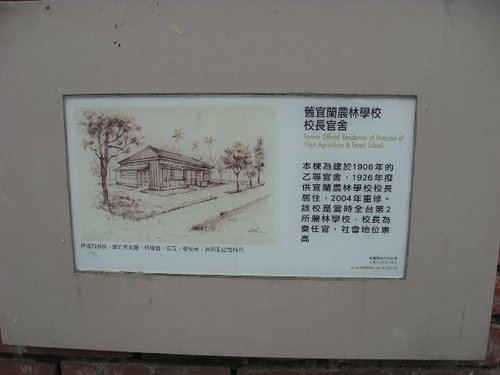 舊宜蘭農林學校
校長官舍
Former Official Residences of Principal of
Yilan Agriculture & Forest School
本棟為建於1906年的
乙等官舍，1926年撥
供宜蘭農林學校校長
居住，2004年重修。
該校是當時全台第2
所農林學校，校長為
奏任官，社會地位崇
高